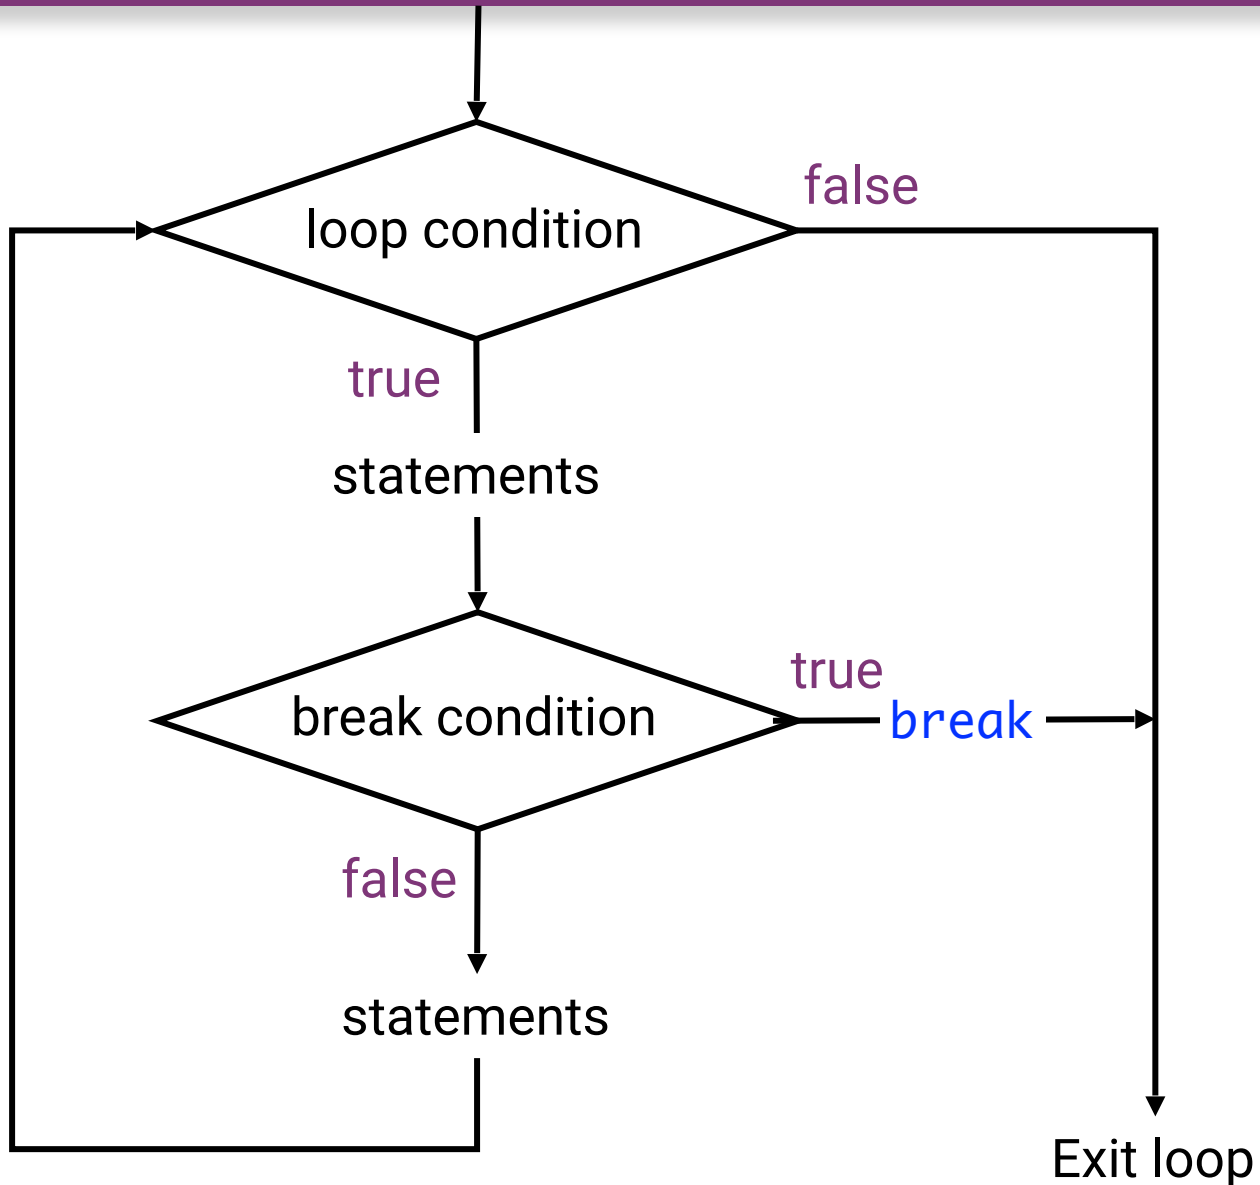 false
loop condition
true
statements
true
break condition
break
false
statements
Exit loop